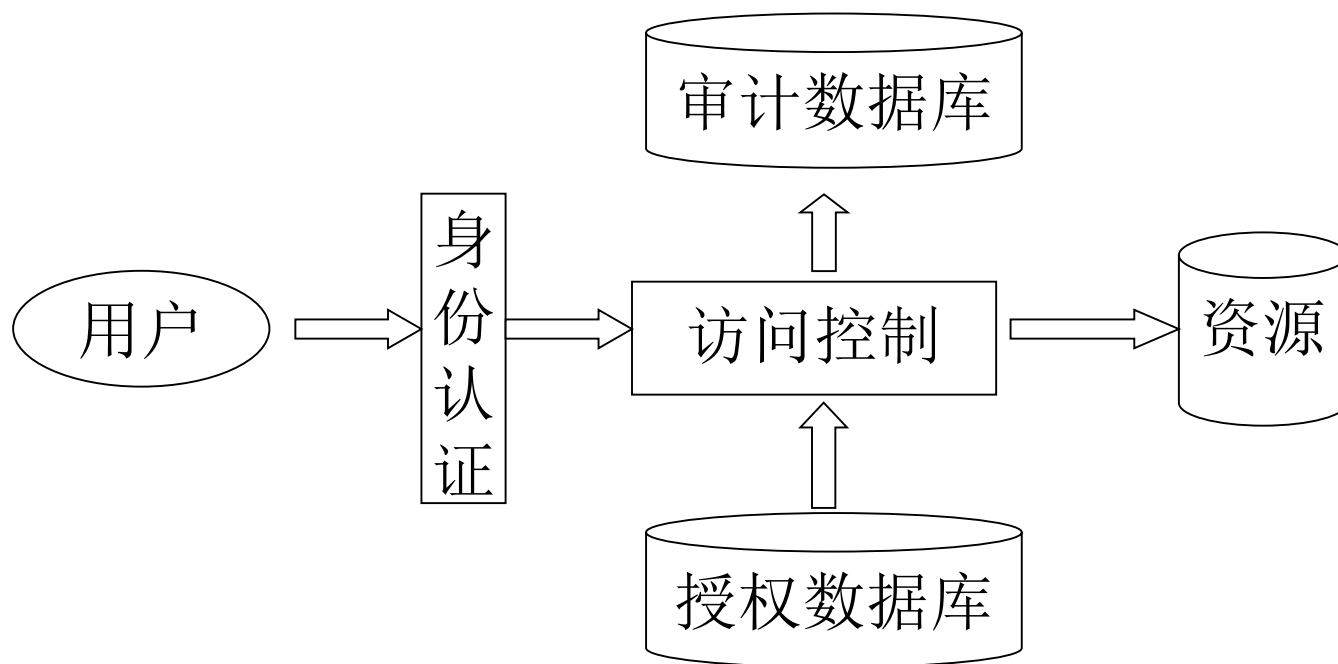 审计数据库
用户
身份认证
访问控制
资源
授权数据库